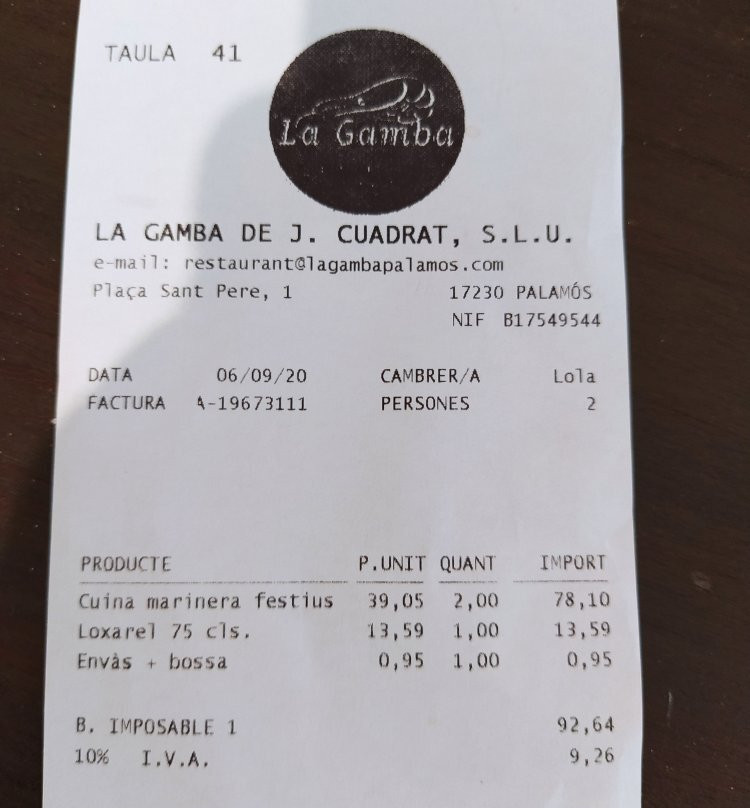 TAULA 41
La Gamba
LA GAMBA DE J. CUADRAT, S.L.U.
e-mail: restaurant@lagambapalamos.com
Plaça Sant Pere, 1 17230 PALAMÓS
NIF B17549544
DATA 06/09/20 CAMBRER/A Lola
FACTURA A-19673111 PERSONES 2
PRODUCTE P.UNIT QUANT IMPORT
Cuina marinera festius 39,05 2,00 78,10
Loxarel 75 cls. 13,59 1,00 13,59
Envàs + bossa 0,95 1,00 0,95
B. IMPOSABLE 1 92,64
10% I.V.A. 9,26